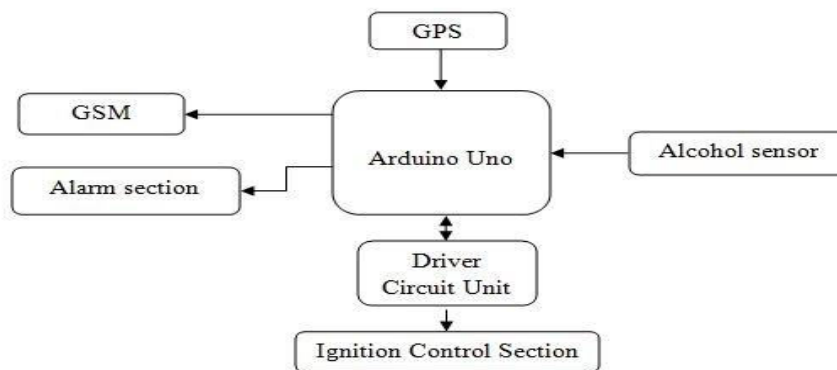 GPS
GSM
Arduino Uno
Alcohol sensor
Alarm section
Driver
Circuit Unit
Ignition Control Section